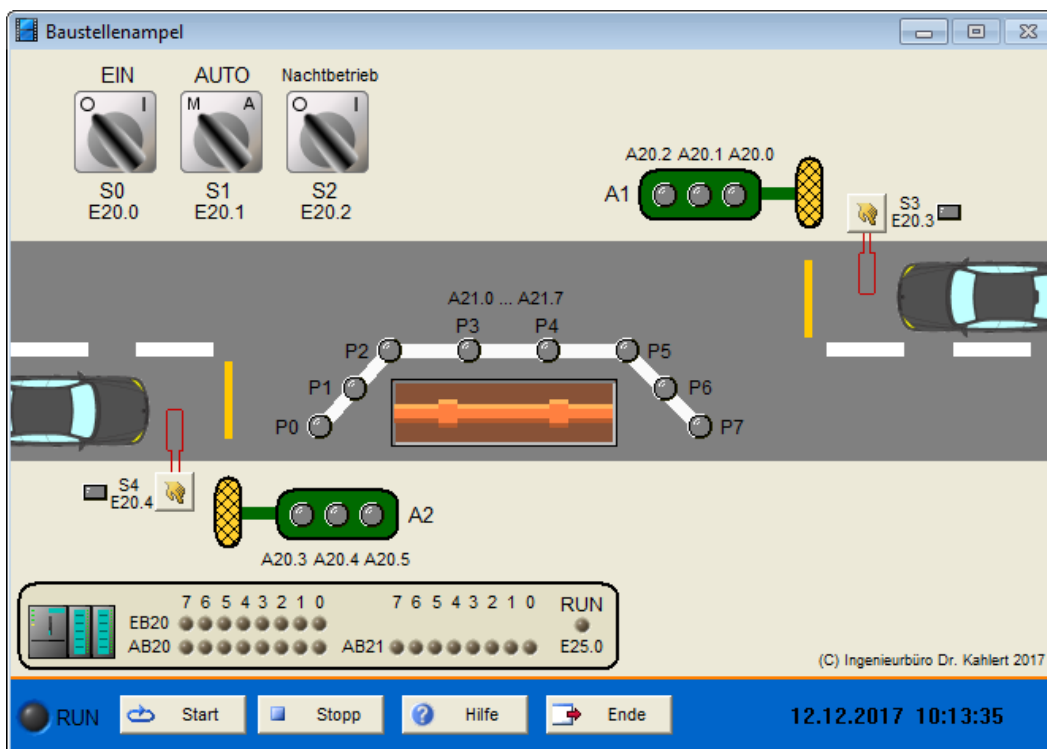 Baustellenampel
EIN AUTO Nachtbetrieb
O I M A O I
S0 S1 S2
E20.0 E20.1 E20.2
A20.2 A20.1 A20.0
A1
S3
E20.3
A21.0 ... A21.7
P3 P4
P2 P5
P1 P6
P0 P7
S4
E20.4
A2
A20.3 A20.4 A20.5
7 6 5 4 3 2 1 0 7 6 5 4 3 2 1 0 RUN
EB20
AB20 AB21 E25.0
(C) Ingenieurbüro Dr. Kahlert 2017
RUN Start Stopp Hilfe Ende 12.12.2017 10:13:35